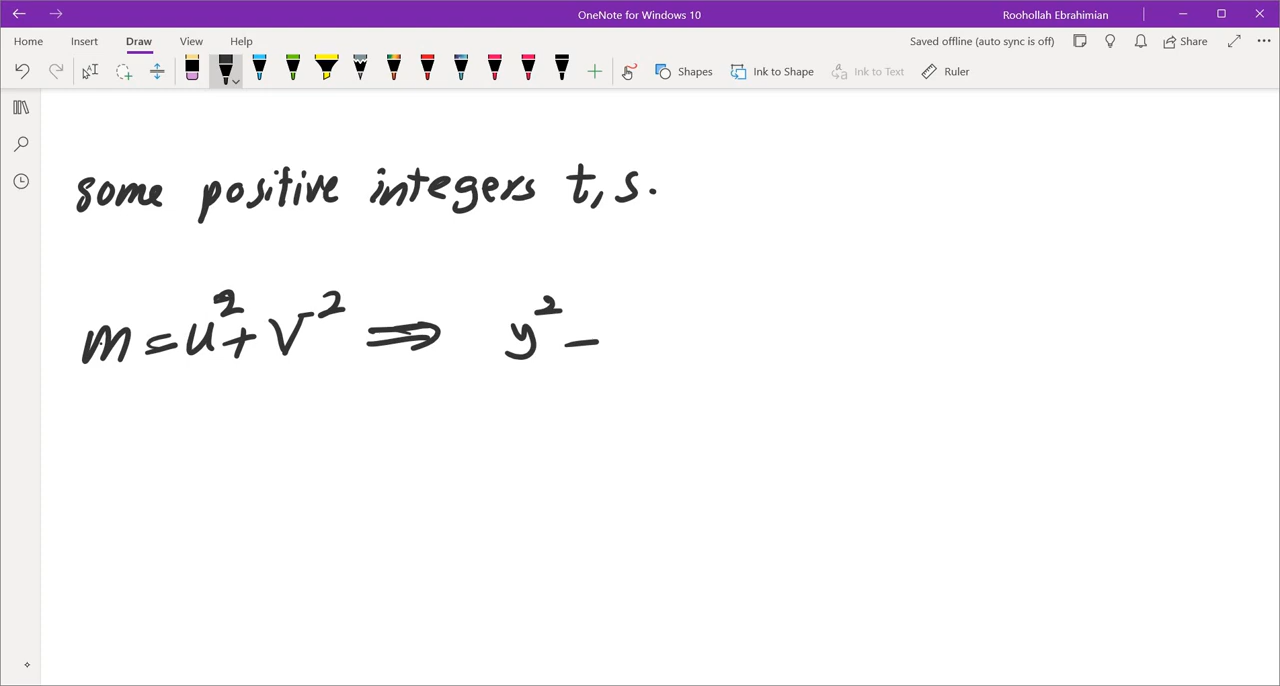 OneNote for Windows 10
Roohollah Ebrahimian
Home Insert Draw View Help
Saved offline (auto sync is off) Share
Shapes Ink to Shape Ink to Text Ruler
some positive integers t, s.
m = u² + v² ⟹ y² –